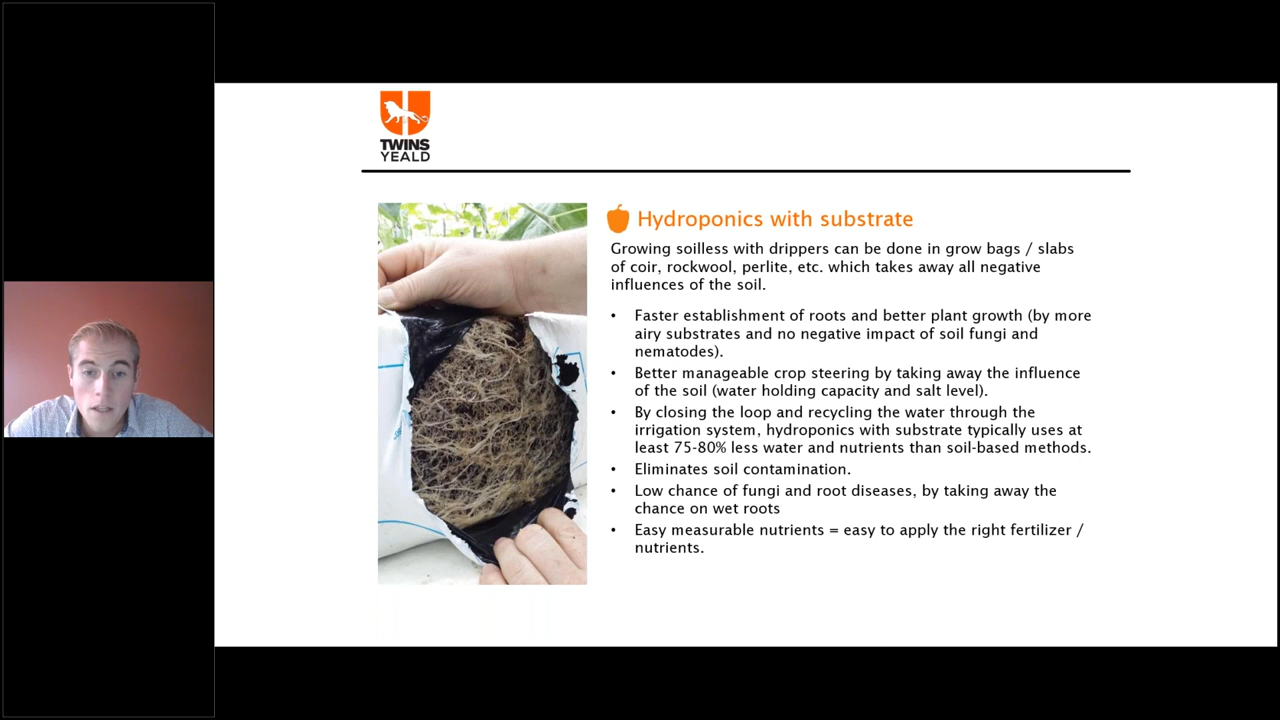 TWINS
YEALD
Hydroponics with substrate
Growing soilless with drippers can be done in grow bags / slabs
of coir, rockwool, perlite, etc. which takes away all negative
influences of the soil.
• Faster establishment of roots and better plant growth (by more
airy substrates and no negative impact of soil fungi and
nematodes).
• Better manageable crop steering by taking away the influence
of the soil (water holding capacity and salt level).
• By closing the loop and recycling the water through the
irrigation system, hydroponics with substrate typically uses at
least 75-80% less water and nutrients than soil-based methods.
• Eliminates soil contamination.
• Low chance of fungi and root diseases, by taking away the
chance on wet roots
• Easy measurable nutrients = easy to apply the right fertilizer /
nutrients.